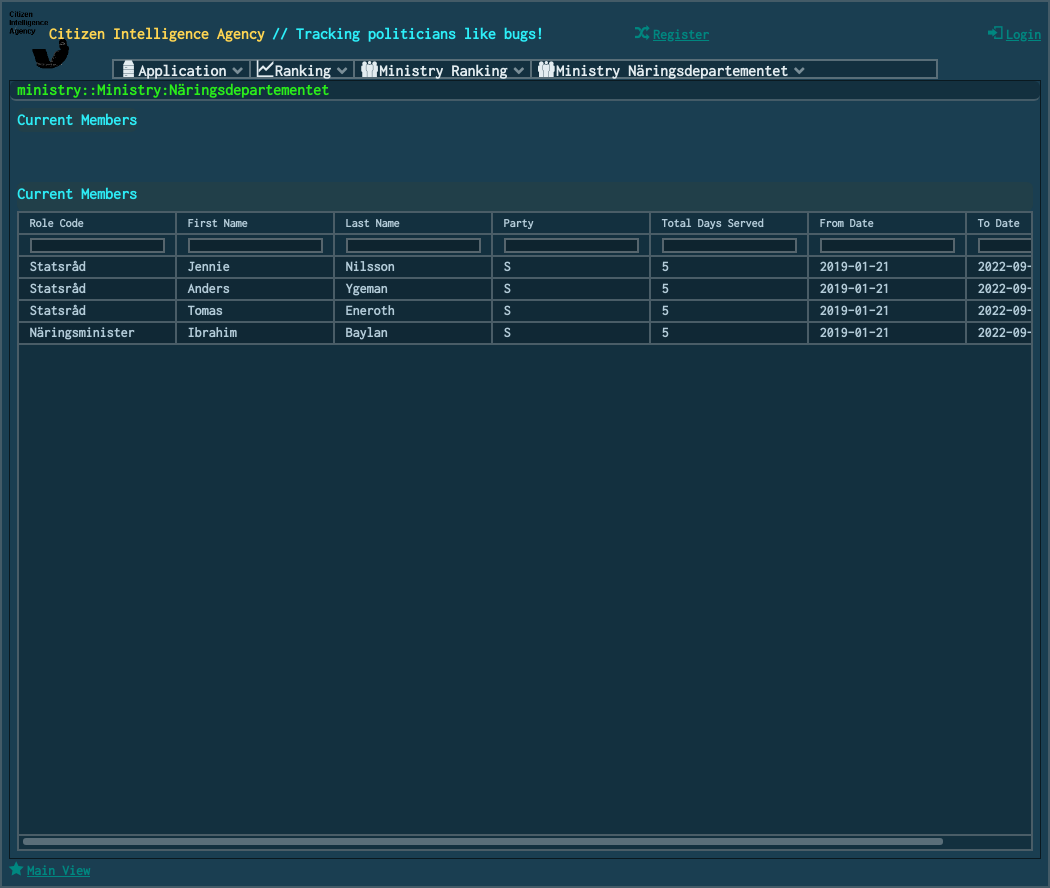 Citizen
Intelligence
Agency
Citizen Intelligence Agency // Tracking politicians like bugs!
Register
Login
Application
Ranking
Ministry Ranking
Ministry Näringsdepartementet
ministry::Ministry:Näringsdepartementet
Current Members
Current Members
Role Code First Name Last Name Party Total Days Served From Date To Date
Statsråd Jennie Nilsson S 5 2019-01-21 2022-09-
Statsråd Anders Ygeman S 5 2019-01-21 2022-09-
Statsråd Tomas Eneroth S 5 2019-01-21 2022-09-
Näringsminister Ibrahim Baylan S 5 2019-01-21 2022-09-
Main View